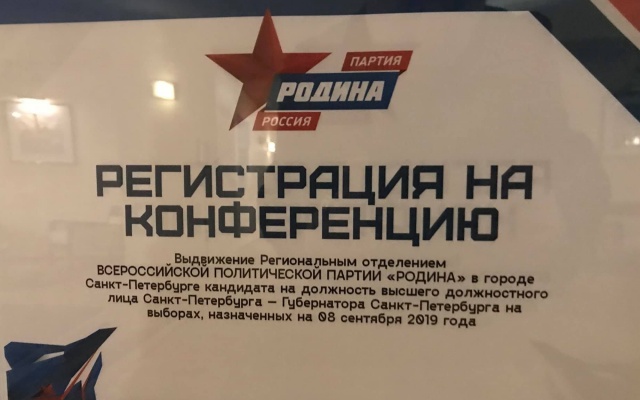 ПАРТИЯ
РОДИНА
РОССИЯ
РЕГИСТРАЦИЯ НА
КОНФЕРЕНЦИЮ
Выдвижение Региональным отделением
ВСЕРОССИЙСКОЙ ПОЛИТИЧЕСКОЙ ПАРТИИ «РОДИНА» в городе
Санкт-Петербурге кандидата на должность высшего должностного
лица Санкт-Петербурга – Губернатора Санкт-Петербурга на
выборах, назначенных на 08 сентября 2019 года